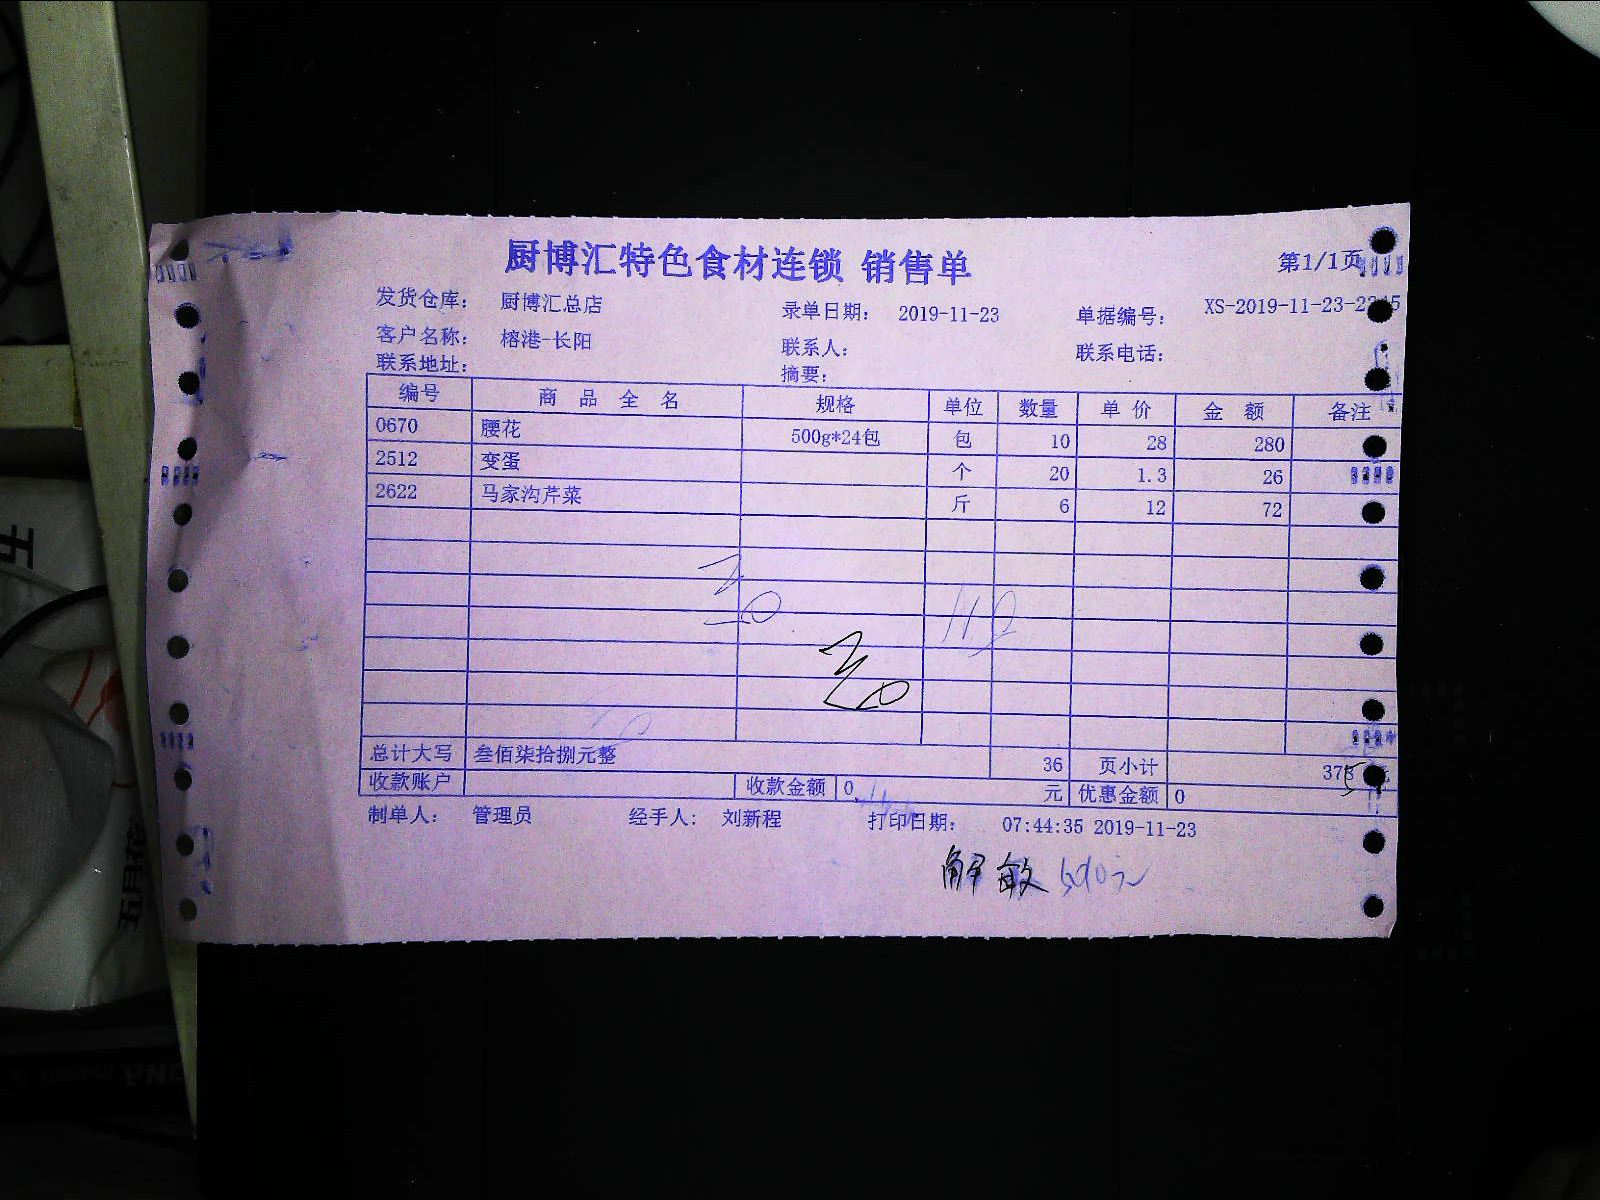 厨博汇特色食材连锁 销售单
第1/1页
发货仓库： 厨博汇总店 录单日期： 2019-11-23 单据编号： XS-2019-11-23-2
客户名称： 榕港-长阳 联系人： 联系电话：
联系地址： 摘要：
编号 商 品 全 名 规格 单位 数量 单 价 金 额 备注
0670 腰花 500g*24包 包 10 28 280
2512 变蛋 个 20 1.3 26
2622 马家沟芹菜 斤 6 12 72
总计大写 叁佰柒拾捌元整 36 页小计
收款账户 收款金额 0 元 优惠金额 0
制单人： 管理员 经手人： 刘新程 打印日期： 07:44:35 2019-11-23
解敏